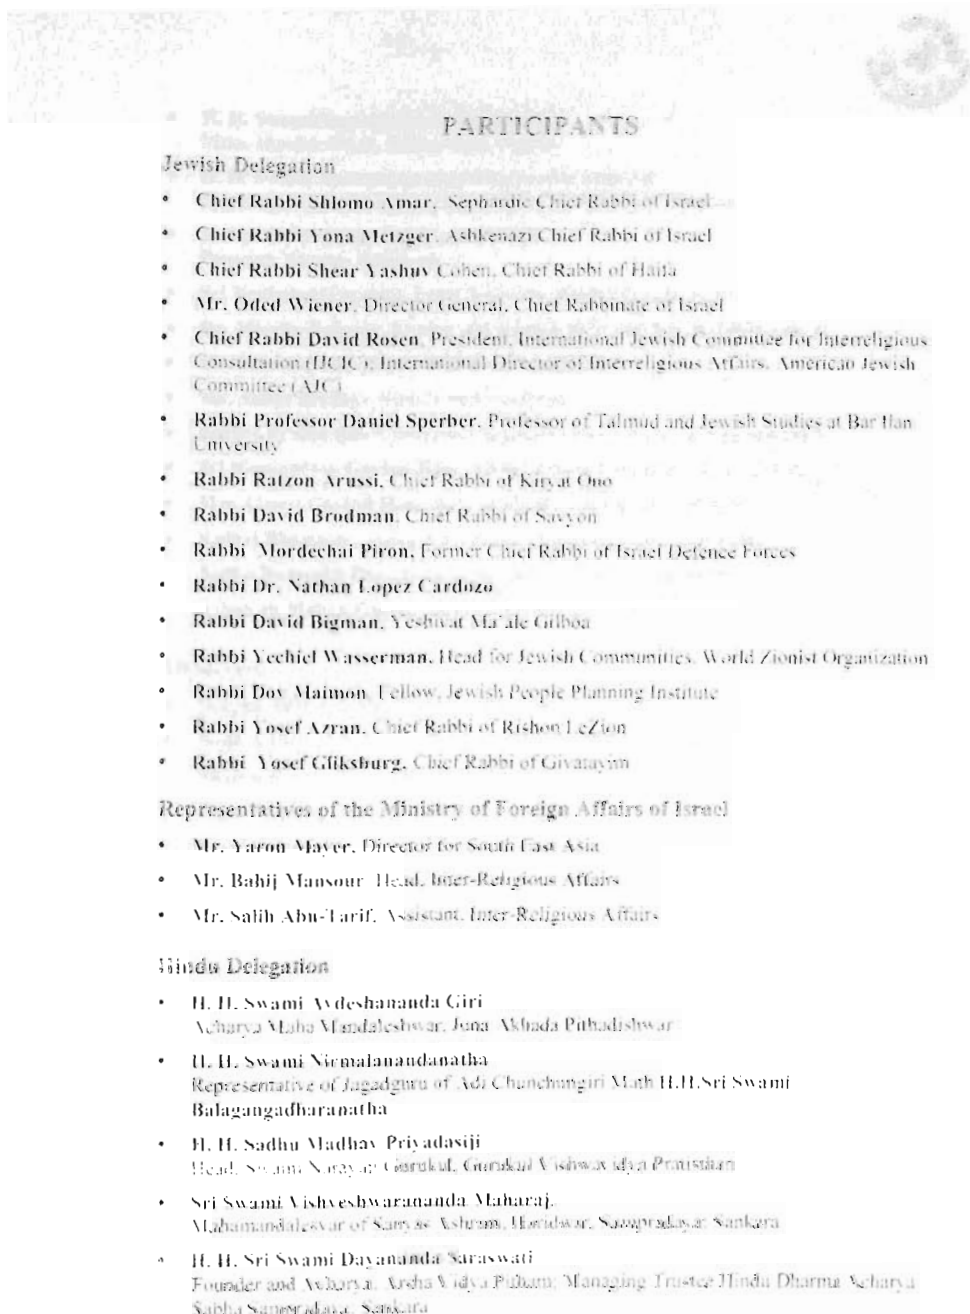 PARTICIPANTS
Jewish Delegation
• Chief Rabbi Shlomo Amar, Sephardic Chief Rabbi of Israel
• Chief Rabbi Yona Metzger, Ashkenazi Chief Rabbi of Israel
• Chief Rabbi Shear Yashuv Cohen, Chief Rabbi of Haifa
• Mr. Oded Wiener, Director General, Chief Rabbinate of Israel
• Chief Rabbi David Rosen, President, International Jewish Committee for Interreligious
Consultation (IJCIC), International Director of Interreligious Affairs, American Jewish
Committee (AJC)
• Rabbi Professor Daniel Sperber, Professor of Talmud and Jewish Studies at Bar Ilan
University
• Rabbi Ratzon Arussi, Chief Rabbi of Kiryat Ono
• Rabbi David Brodman, Chief Rabbi of Savyon
• Rabbi Mordechai Piron, Former Chief Rabbi of Israel Defence Forces
• Rabbi Dr. Nathan Lopez Cardozo
• Rabbi David Bigman, Yeshivat Ma'ale Gilboa
• Rabbi Yechiel Wasserman, Head for Jewish Communities, World Zionist Organization
• Rabbi Dov Maimon, Fellow, Jewish People Planning Institute
• Rabbi Yosef Azran, Chief Rabbi of Rishon LeZion
• Rabbi Yosef Gliksburg, Chief Rabbi of Givatayim
Representatives of the Ministry of Foreign Affairs of Israel
• Mr. Yaron Mayer, Director for South East Asia
• Mr. Bahij Mansour Head, Inter-Religious Affairs
• Mr. Salih Abu-Tarif, Assistant, Inter-Religious Affairs
Hindu Delegation
• H. H. Swami Avdeshananda Giri
Acharya Maha Mandaleshwar, Juna Akhada Pithadishwar
• H. H. Swami Nirmalanandanatha
Representative of Jagadguru of Adi Chunchungiri Math H.H.Sri Swami
Balagangadharanatha
• H. H. Sadhu Madhav Priyadasiji
Head, Swami Narayan Gurukul, Gurukul Vishwavidya Pratisthan
• Sri Swami Vishveshwarananda Maharaj,
Mahamandalesvar of Sanyas Ashram, Haridwar, Sampradaya: Sankara
• H. H. Sri Swami Dayananda Saraswati
Founder and Acharya, Arsha Vidya Pitham; Managing Trustee Hindu Dharma Acharya
Sabha Sampradaya: Sankara